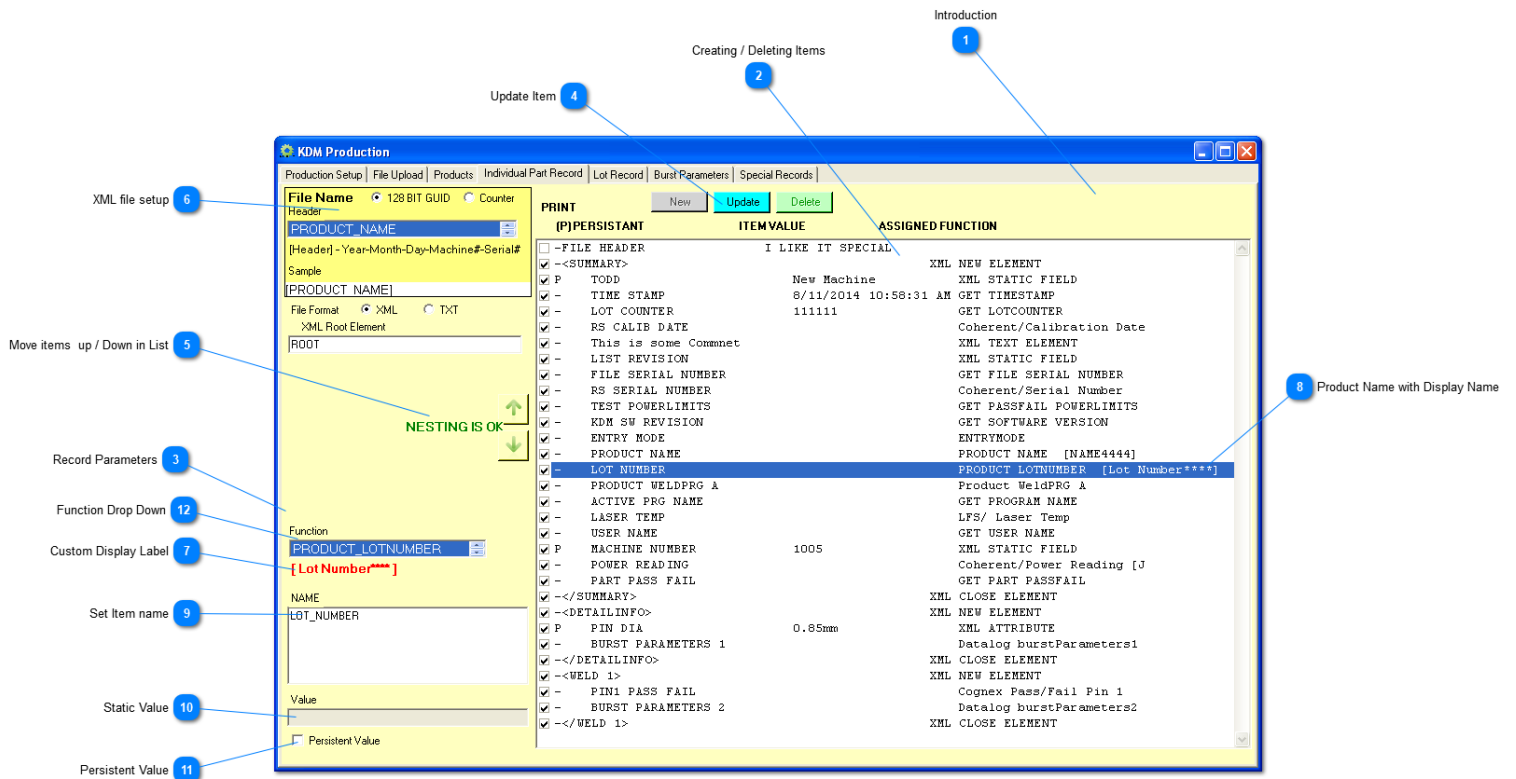 Introduction
1
Creating / Deleting Items
2
Update Item 4
KDM Production
Production Setup File Upload Products Individual Part Record Lot Record Burst Parameters Special Records
XML file setup 6
File Name 128 BIT GUID Counter
Header
PRODUCT_NAME
[Header] - Year-Month-Day-Machine#-Serial#
Sample
[PRODUCT_NAME]
File Format XML TXT
XML Root Element
ROOT
Move items up / Down in List 5
NESTING IS OK
Record Parameters 3
Function Drop Down 12
Function
PRODUCT_LOTNUMBER
Custom Display Label 7
[ Lot Number**** ]
NAME
Set Item name 9
LOT_NUMBER
Value
Static Value 10
Persistent Value
Persistent Value 11
PRINT New Update Delete
(P)PERSISTANT ITEM VALUE ASSIGNED FUNCTION
-FILE HEADER I LIKE IT SPECIAL
-<SUMMARY> XML NEW ELEMENT
P TODD New Machine XML STATIC FIELD
- TIME STAMP 8/11/2014 10:58:31 AM GET TIMESTAMP
- LOT COUNTER 111111 GET LOTCOUNTER
- RS CALIB DATE Coherent/Calibration Date
- This is some Commnet XML TEXT ELEMENT
- LIST REVISION XML STATIC FIELD
- FILE SERIAL NUMBER GET FILE SERIAL NUMBER
- RS SERIAL NUMBER Coherent/Serial Number
- TEST POWERLIMITS GET PASSFAIL POWERLIMITS
- KDM SW REVISION GET SOFTWARE VERSION
- ENTRY MODE ENTRYMODE
- PRODUCT NAME PRODUCT NAME [NAME4444]
- LOT NUMBER PRODUCT LOTNUMBER [Lot Number****]
- PRODUCT WELDPRG A Product WeldPRG A
- ACTIVE PRG NAME GET PROGRAM NAME
- LASER TEMP LFS/ Laser Temp
- USER NAME GET USER NAME
P MACHINE NUMBER 1005 XML STATIC FIELD
- POWER READING Coherent/Power Reading [J
- PART PASS FAIL GET PART PASSFAIL
-</SUMMARY> XML CLOSE ELEMENT
-<DETAILINFO> XML NEW ELEMENT
P PIN DIA 0.85mm XML ATTRIBUTE
- BURST PARAMETERS 1 Datalog burstParameters1
-</DETAILINFO> XML CLOSE ELEMENT
-<WELD 1> XML NEW ELEMENT
- PIN1 PASS FAIL Cognex Pass/Fail Pin 1
- BURST PARAMETERS 2 Datalog burstParameters2
-</WELD 1> XML CLOSE ELEMENT
8 Product Name with Display Name